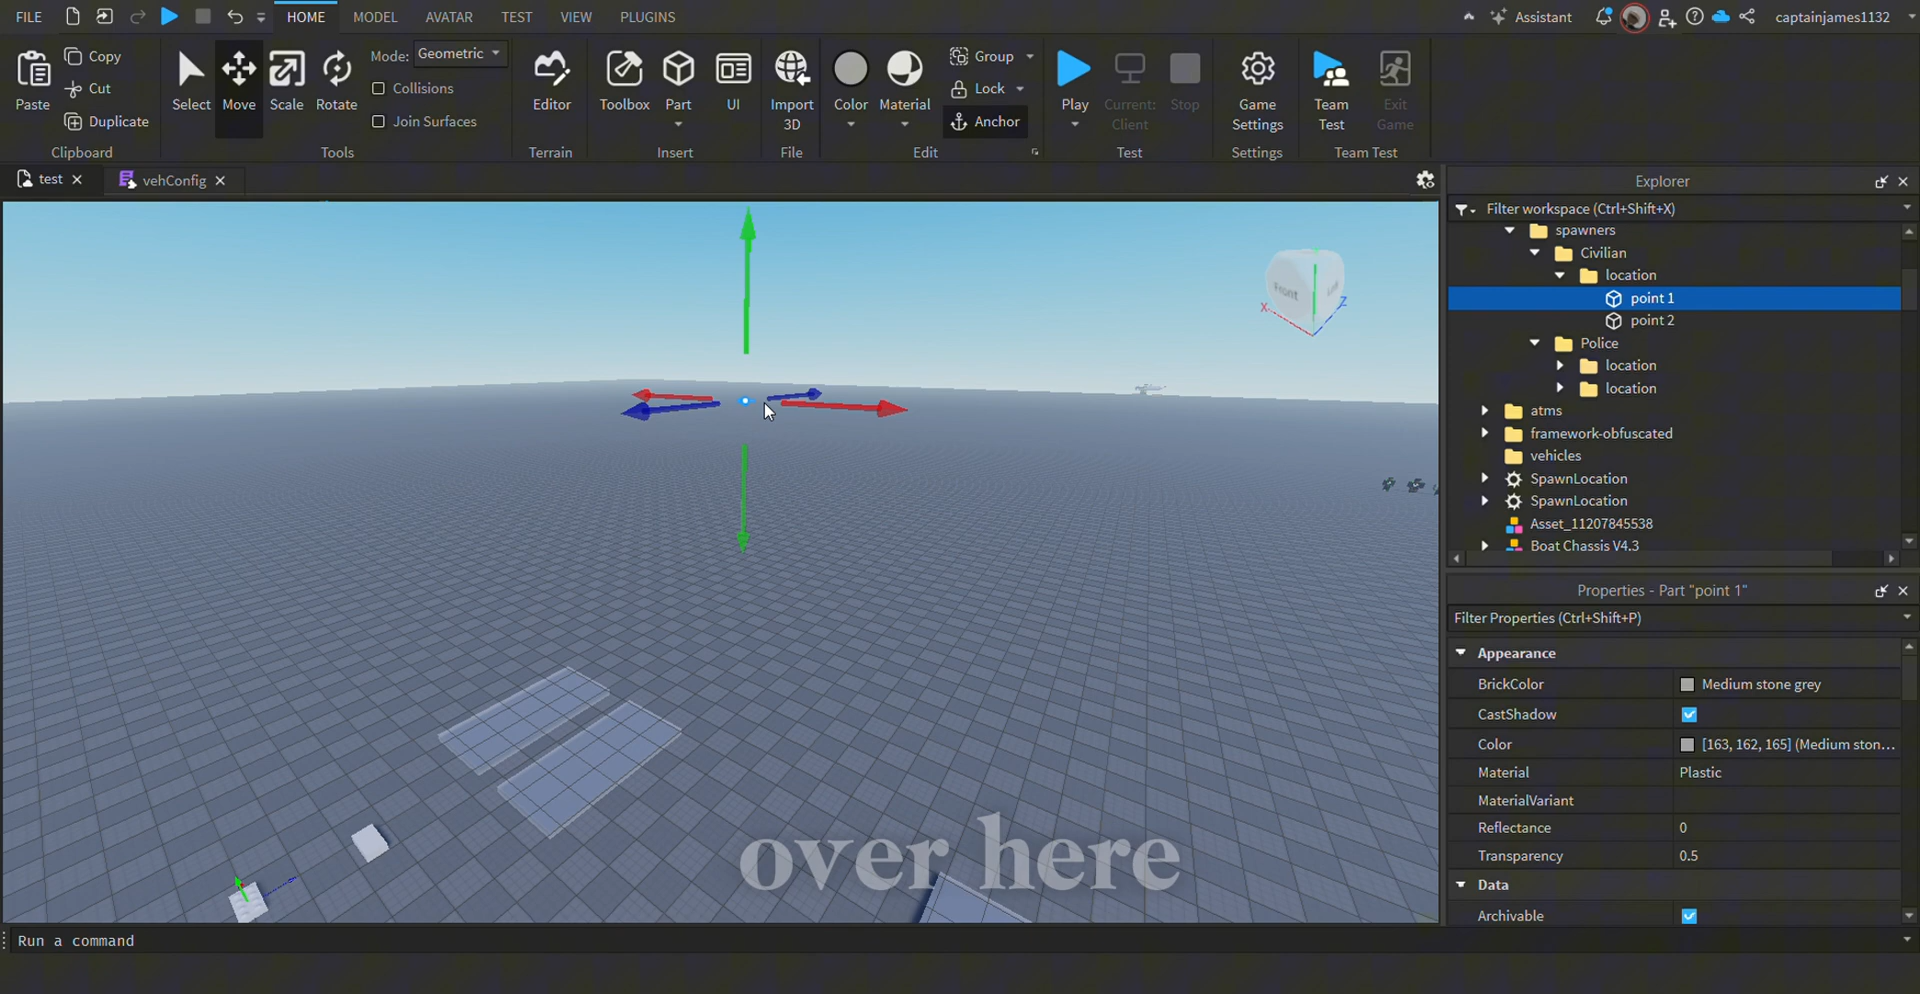 FILE HOME MODEL AVATAR TEST VIEW PLUGINS Assistant captainjames1132
Paste Copy Cut Duplicate Clipboard
Select Move Scale Rotate Mode: Geometric Collisions Join Surfaces Tools
Editor Terrain
Toolbox Part UI Insert
Import 3D File
Color Material Group Lock Anchor Edit
Play Current: Client Stop Test
Game Settings Settings
Team Test Exit Game Team Test
test vehConfig
Front
X Z
over here
Explorer
Filter workspace (Ctrl+Shift+X)
spawners
Civilian
location
point 1
point 2
Police
location
location
atms
framework-obfuscated
vehicles
SpawnLocation
SpawnLocation
Asset_11207845538
Boat Chassis V4.3
Properties - Part "point 1"
Filter Properties (Ctrl+Shift+P)
Appearance
BrickColor Medium stone grey
CastShadow
Color [163, 162, 165] (Medium ston...
Material Plastic
MaterialVariant
Reflectance 0
Transparency 0.5
Data
Archivable
Run a command